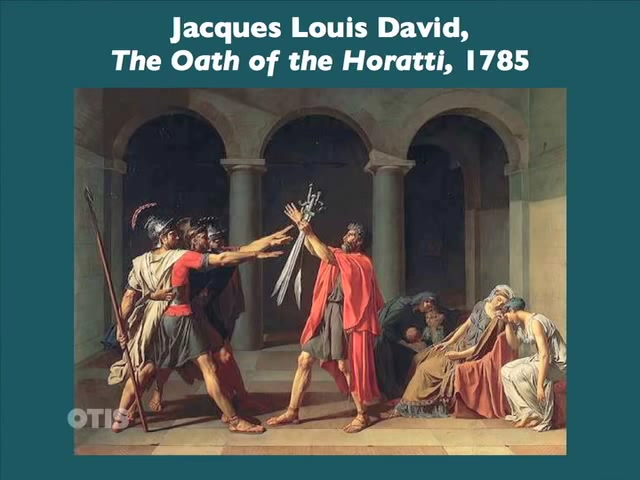 Jacques Louis David,
The Oath of the Horatti, 1785
OTIS